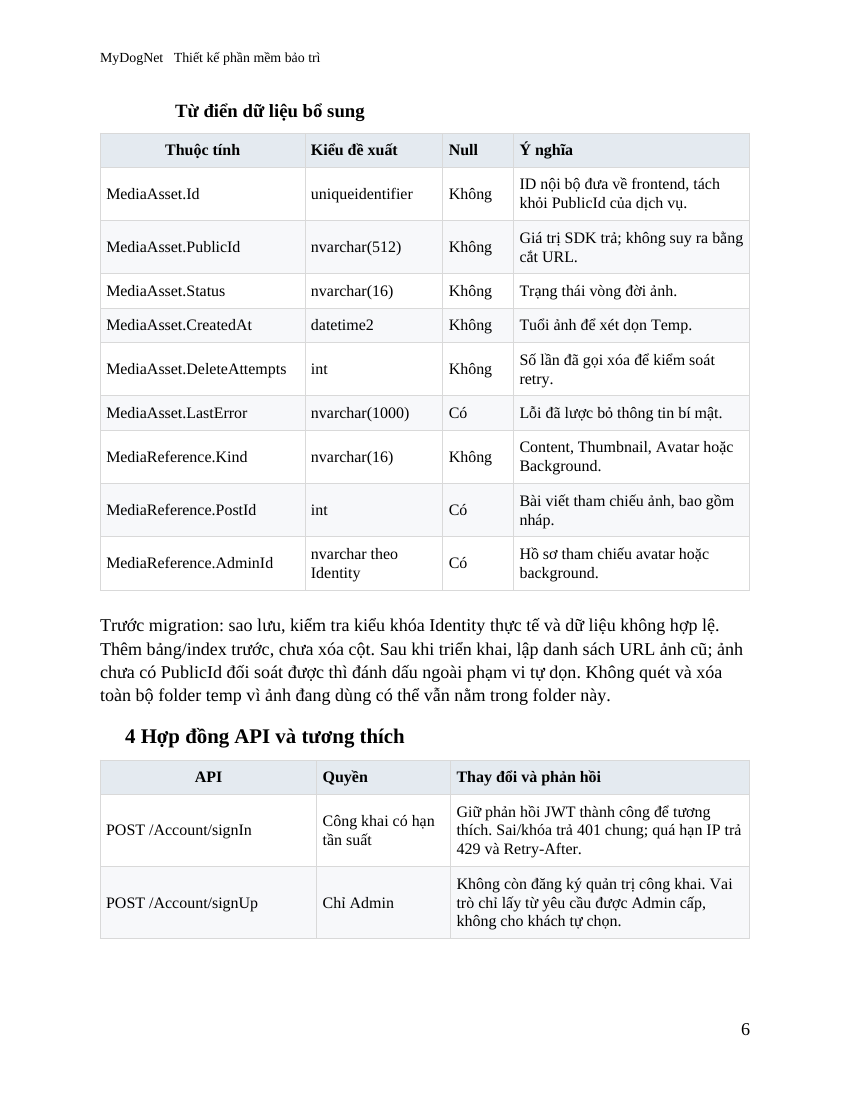 MyDogNet Thiết kế phần mềm bảo trì
Từ điển dữ liệu bổ sung
Thuộc tính Kiểu đề xuất Null Ý nghĩa
MediaAsset.Id uniqueidentifier Không ID nội bộ đưa về frontend, tách
khỏi PublicId của dịch vụ.
MediaAsset.PublicId nvarchar(512) Không Giá trị SDK trả; không suy ra bằng
cắt URL.
MediaAsset.Status nvarchar(16) Không Trạng thái vòng đời ảnh.
MediaAsset.CreatedAt datetime2 Không Tuổi ảnh để xét dọn Temp.
MediaAsset.DeleteAttempts int Không Số lần đã gọi xóa để kiểm soát
retry.
MediaAsset.LastError nvarchar(1000) Có Lỗi đã lược bỏ thông tin bí mật.
MediaReference.Kind nvarchar(16) Không Content, Thumbnail, Avatar hoặc
Background.
MediaReference.PostId int Có Bài viết tham chiếu ảnh, bao gồm
nháp.
MediaReference.AdminId nvarchar theo
Identity Có Hồ sơ tham chiếu avatar hoặc
background.
Trước migration: sao lưu, kiểm tra kiểu khóa Identity thực tế và dữ liệu không hợp lệ.
Thêm bảng/index trước, chưa xóa cột. Sau khi triển khai, lập danh sách URL ảnh cũ; ảnh
chưa có PublicId đối soát được thì đánh dấu ngoài phạm vi tự dọn. Không quét và xóa
toàn bộ folder temp vì ảnh đang dùng có thể vẫn nằm trong folder này.
4 Hợp đồng API và tương thích
API Quyền Thay đổi và phản hồi
POST /Account/signIn Công khai có hạn
tần suất Giữ phản hồi JWT thành công để tương
thích. Sai/khóa trả 401 chung; quá hạn IP trả
429 và Retry-After.
POST /Account/signUp Chỉ Admin Không còn đăng ký quản trị công khai. Vai
trò chỉ lấy từ yêu cầu được Admin cấp,
không cho khách tự chọn.
6